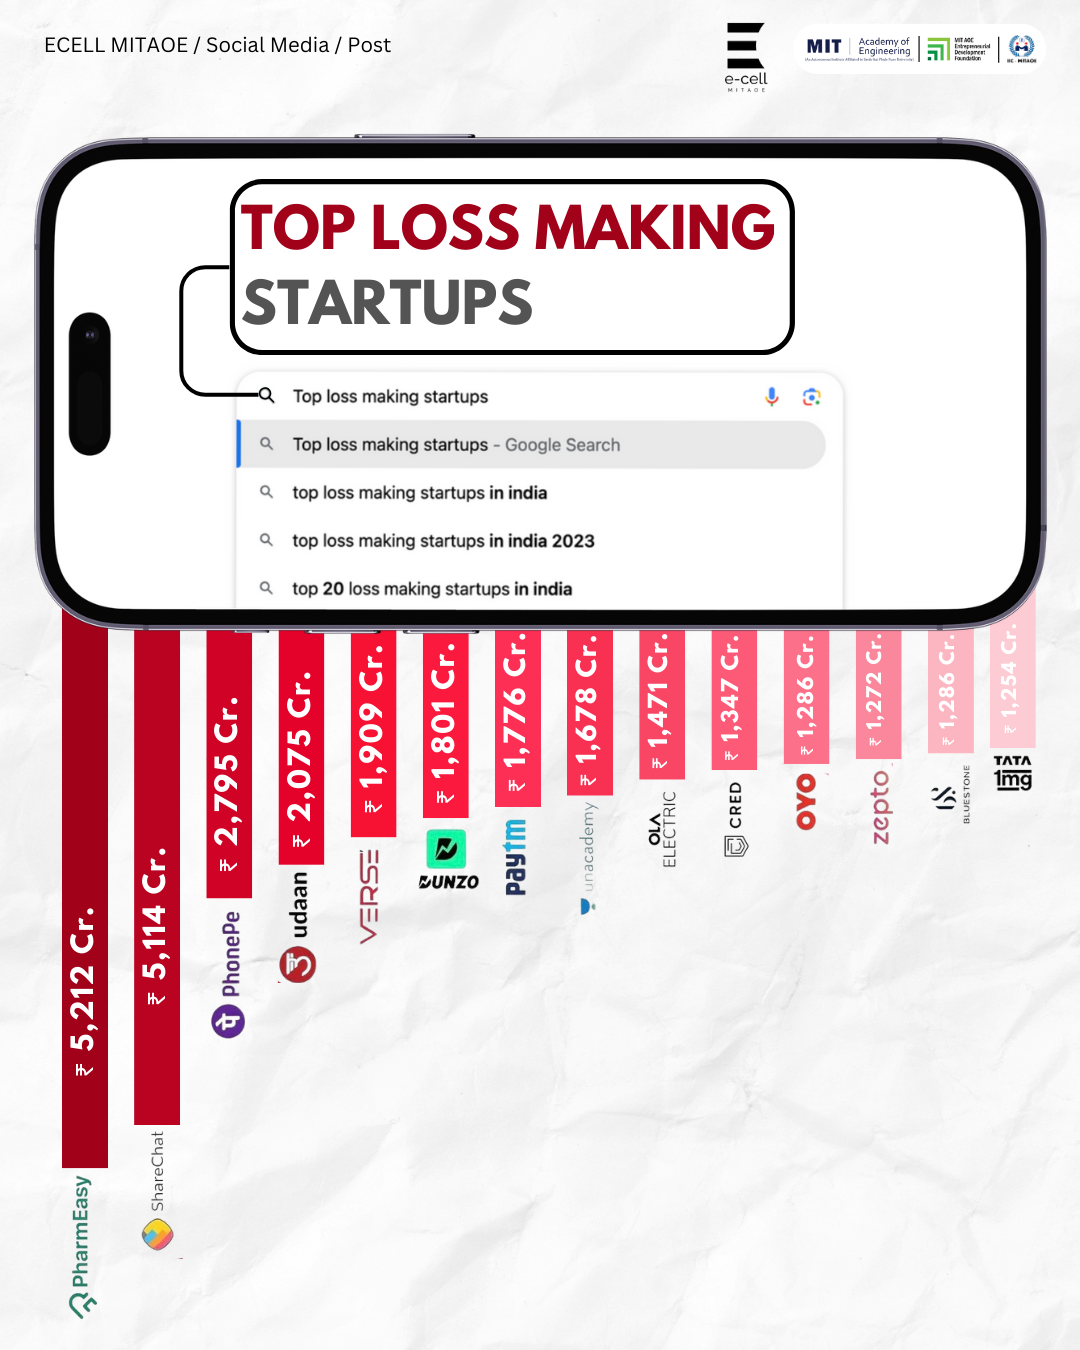 ECELL MITAOE / Social Media / Post
e-cell
MITAOE
MIT
Academy of
Engineering
MIT AOE
Entrepreneurial
Development
Foundation
TOP LOSS MAKING
STARTUPS
Top loss making startups
Top loss making startups - Google Search
top loss making startups in india
top loss making startups in india 2023
top 20 loss making startups in india
₹ 5,212 Cr.
PharmEasy
₹ 5,114 Cr.
ShareChat
₹ 2,795 Cr.
PhonePe
₹ 2,075 Cr.
udaan
₹ 1,909 Cr.
VERSE
₹ 1,801 Cr.
DUNZO
₹ 1,776 Cr.
paytm
₹ 1,678 Cr.
unacademy
₹ 1,471 Cr.
OLA
ELECTRIC
₹ 1,347 Cr.
CRED
₹ 1,286 Cr.
OYO
₹ 1,272 Cr.
zepto
₹ 1,286 Cr.
BLUESTONE
₹ 1,254 Cr.
TATA
1mg